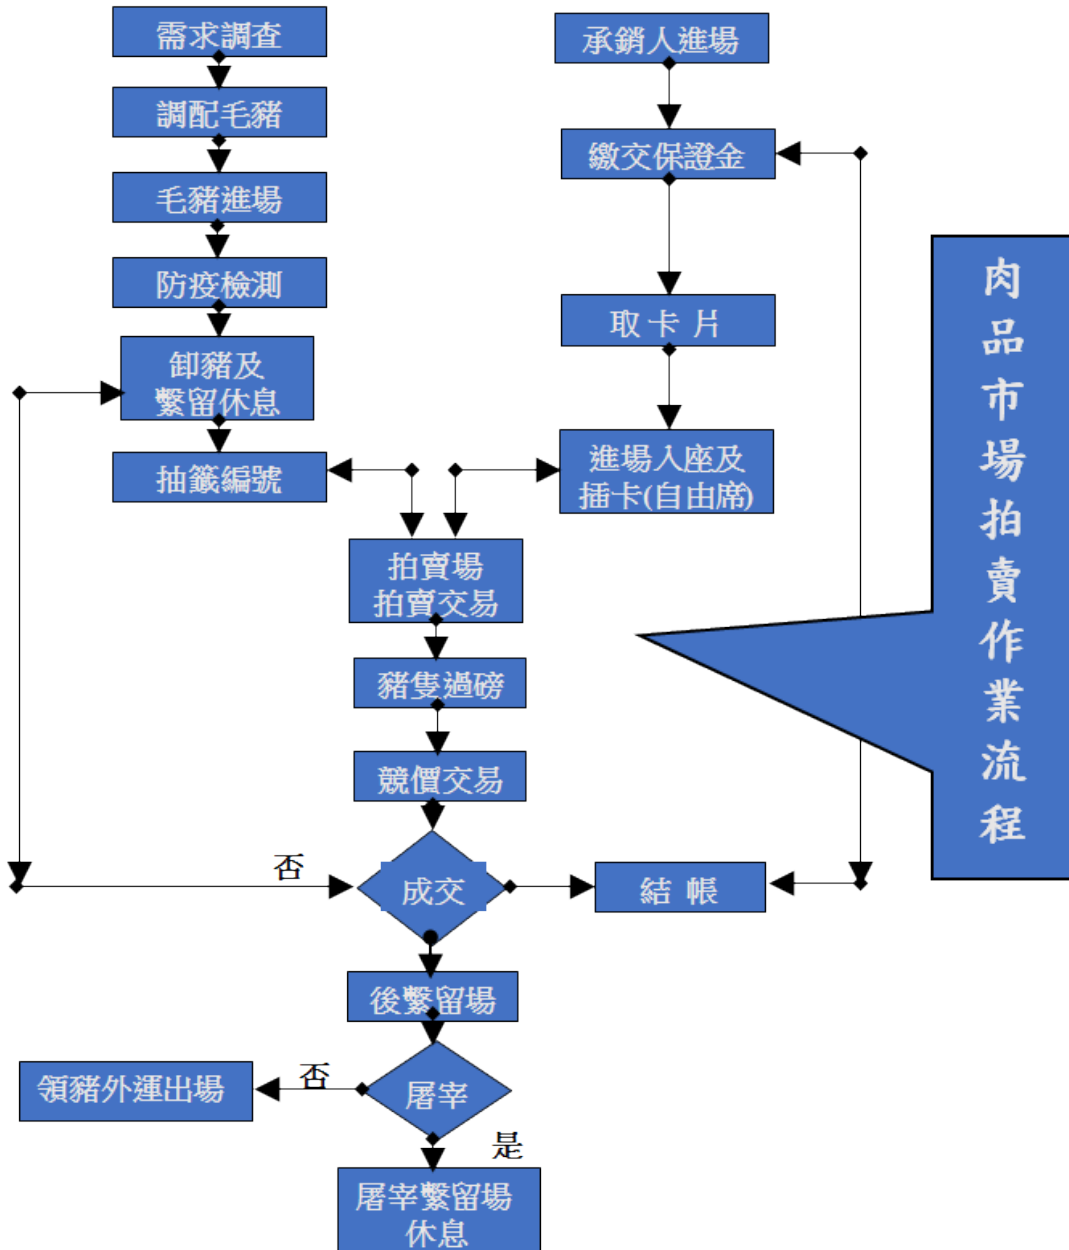 需求調查
調配毛豬
毛豬進場
防疫檢測
卸豬及
繫留休息
抽籤編號
承銷人進場
繳交保證金
取卡片
進場入座及
插卡(自由席)
拍賣場
拍賣交易
豬隻過磅
競價交易
否
成交
結帳
後繫留場
屠宰
否
領豬外運出場
是
屠宰繫留場
休息
肉品市場拍賣作業流程